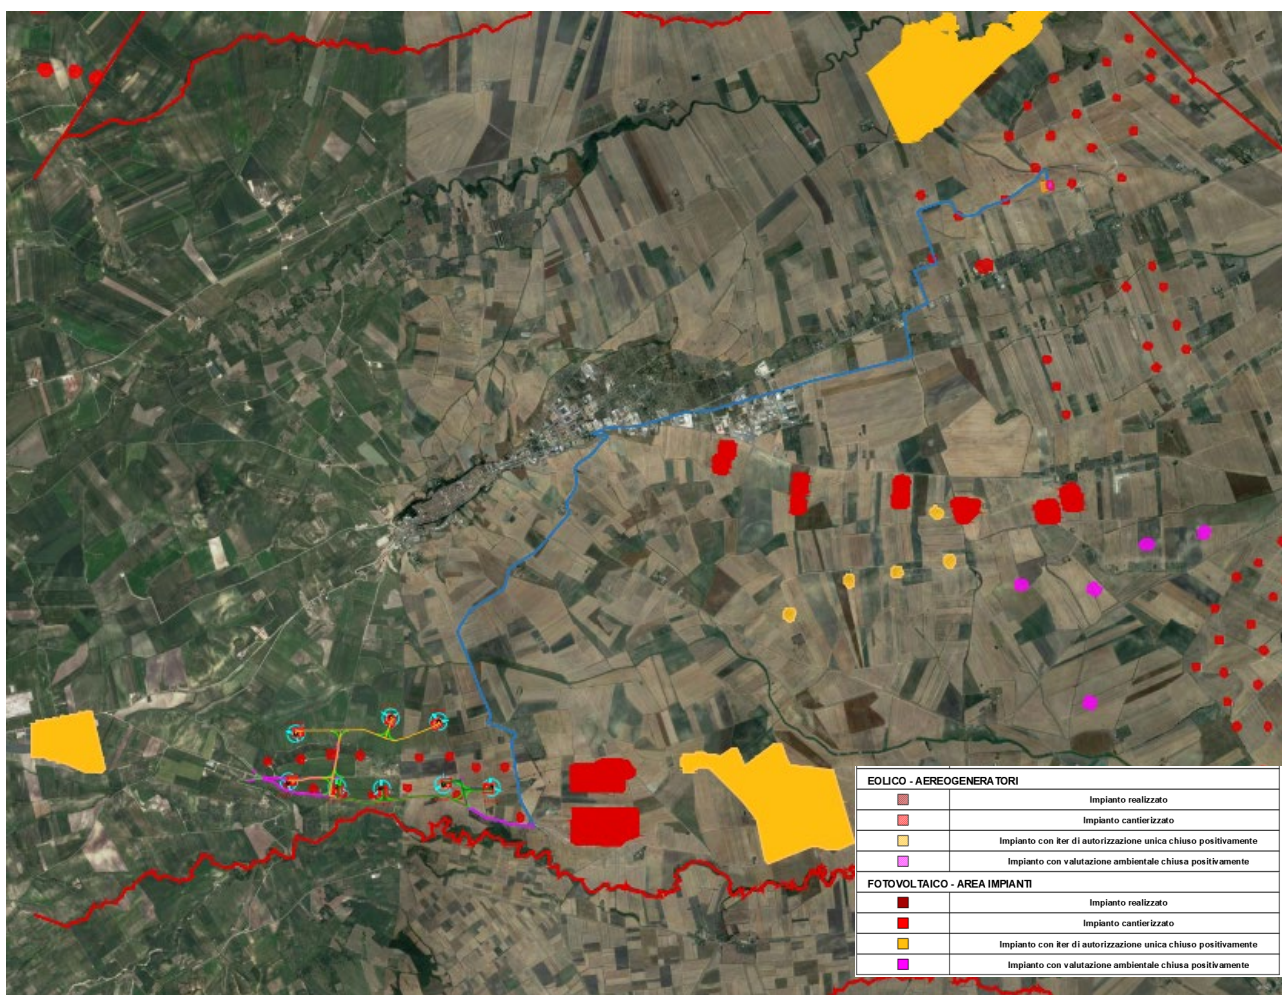 EOLICO - AEREOGENERATORI
Impianto realizzato
Impianto cantierizzato
Impianto con iter di autorizzazione unica chiuso positivamente
Impianto con valutazione ambientale chiusa positivamente
FOTOVOLTAICO - AREA IMPIANTI
Impianto realizzato
Impianto cantierizzato
Impianto con iter di autorizzazione unica chiuso positivamente
Impianto con valutazione ambientale chiusa positivamente